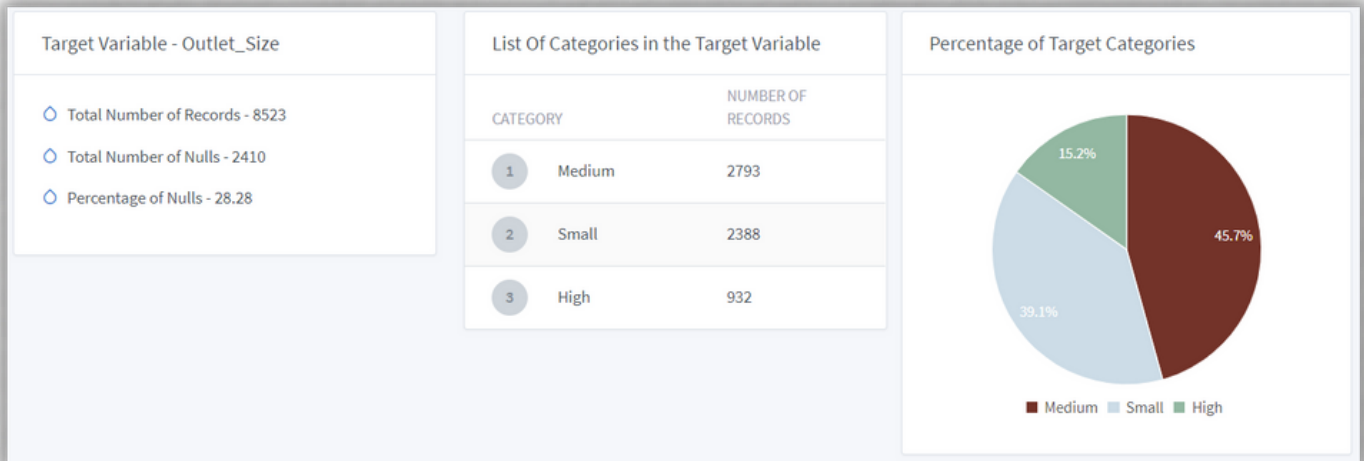 Target Variable - Outlet_Size
Total Number of Records - 8523
Total Number of Nulls - 2410
Percentage of Nulls - 28.28
List Of Categories in the Target Variable
CATEGORY
NUMBER OF
RECORDS
1 Medium 2793
2 Small 2388
3 High 932
Percentage of Target Categories
15.2%
45.7%
39.1%
Medium Small High